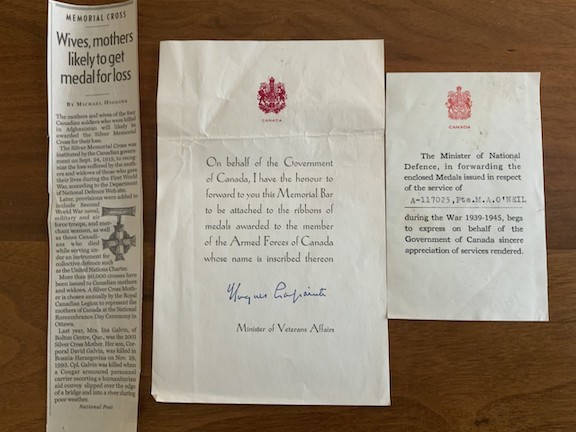 MEMORIAL CROSS
Wives, mothers
likely to get
medal for loss
BY MICHAEL HIGGINS
The mothers and wives of the four
Canadian soldiers who were killed
in Afghanistan will likely be
awarded the Silver Memorial
Cross for their loss.
The Silver Memorial Cross was
instituted by the Canadian govern-
ment on Sept. 24, 1919, to recog-
nize the loss suffered by the moth-
ers and widows of those who gave
their lives during the First World
War, according to the Department
of National Defence Web site.
Later, provisions were added to
include Second
World War naval,
military and air
force troops, and mer-
chant seamen, as well
as those Canadi-
ans who died
while serving un-
der an instrument for
collective defence such
as the United Nations Charter.
More than 90,000 crosses have
been issued to Canadian mothers
and widows. A Silver Cross Moth-
er is chosen annually by the Royal
Canadian Legion to represent the
mothers of Canada at the National
Remembrance Day Ceremony in
Ottawa.
Last year, Mrs. Ina Galvin, of
Bolton Centre, Que., was the 2001
Silver Cross Mother. Her son, Cor-
poral David Galvin, was killed in
Bosnia-Herzegovina on Nov. 29,
1993. Cpl. Galvin was killed when
a Cougar armoured personnel
carrier escorting a humanitarian
aid convoy slipped over the edge
of a bridge and into a river during
poor weather.
National Post
CANADA
On behalf of the Government
of Canada, I have the honour to
forward to you this Memorial Bar
to be attached to the ribbons of
medals awarded to the member
of the Armed Forces of Canada
whose name is inscribed thereon
Hugues Lapointe
Minister of Veterans Affairs
CANADA
The Minister of National
Defence, in forwarding the
enclosed Medals issued in respect
of the service of
A-117025, Pte.M.A.O'NEIL
during the War 1939-1945, begs
to express on behalf of the
Government of Canada sincere
appreciation of services rendered.